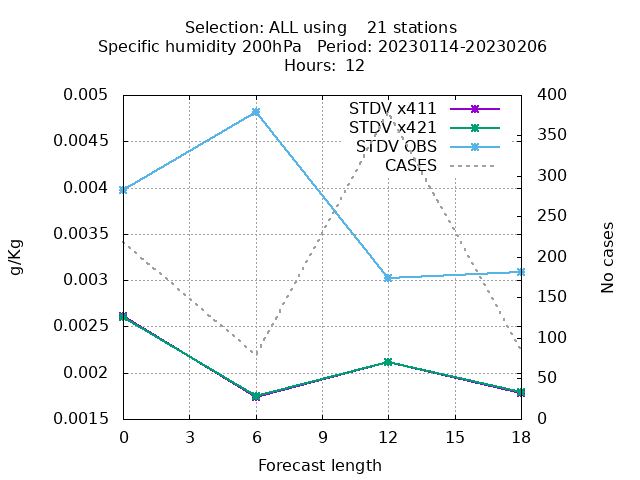 Selection: ALL using    21 stations
Specific humidity 200hPa   Period: 20230114-20230206
Hours: 12
STDV x411
STDV x421
STDV OBS
CASES
0.005
0.0045
0.004
0.0035
0.003
0.0025
0.002
0.0015
400
350
300
250
200
150
100
50
0
g/Kg
No cases
0 3 6 9 12 15 18
Forecast length